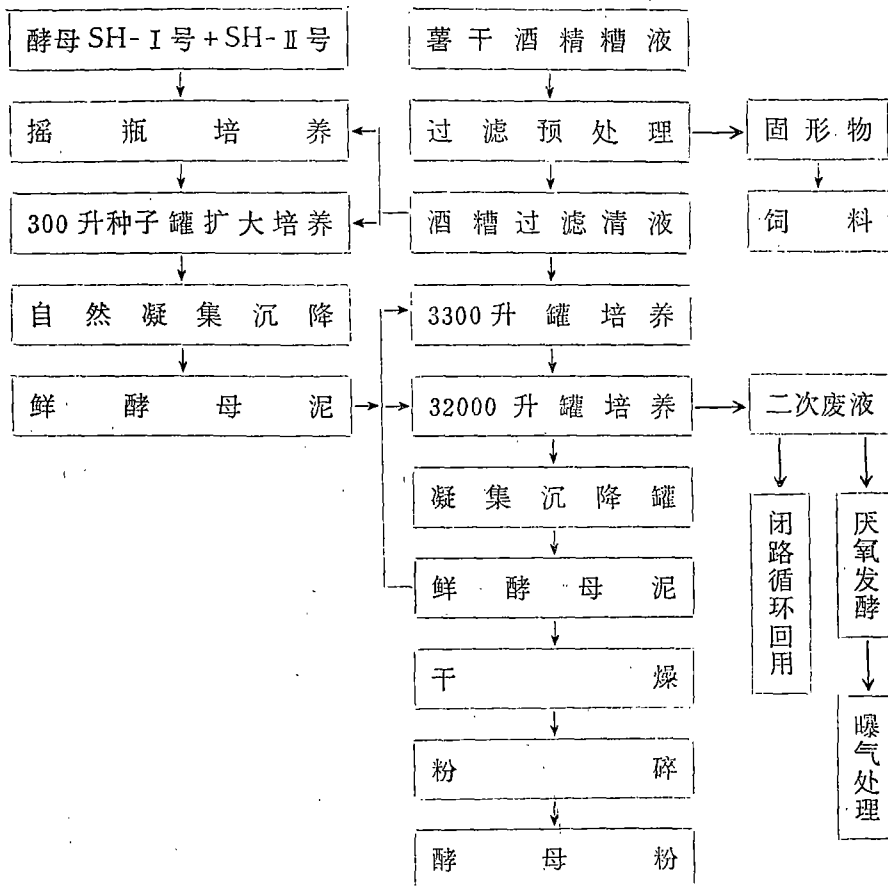 酵母SH-Ⅰ号+SH-Ⅱ号
摇瓶培养
300升种子罐扩大培养
自然凝集沉降
鲜酵母泥
薯干酒精糟液
过滤预处理
酒糟过滤清液
3300升罐培养
32000升罐培养
凝集沉降罐
鲜酵母泥
干燥
粉碎
酵母粉
固形物
饲料
二次废液
闭路循环回用
厌氧发酵
曝气处理